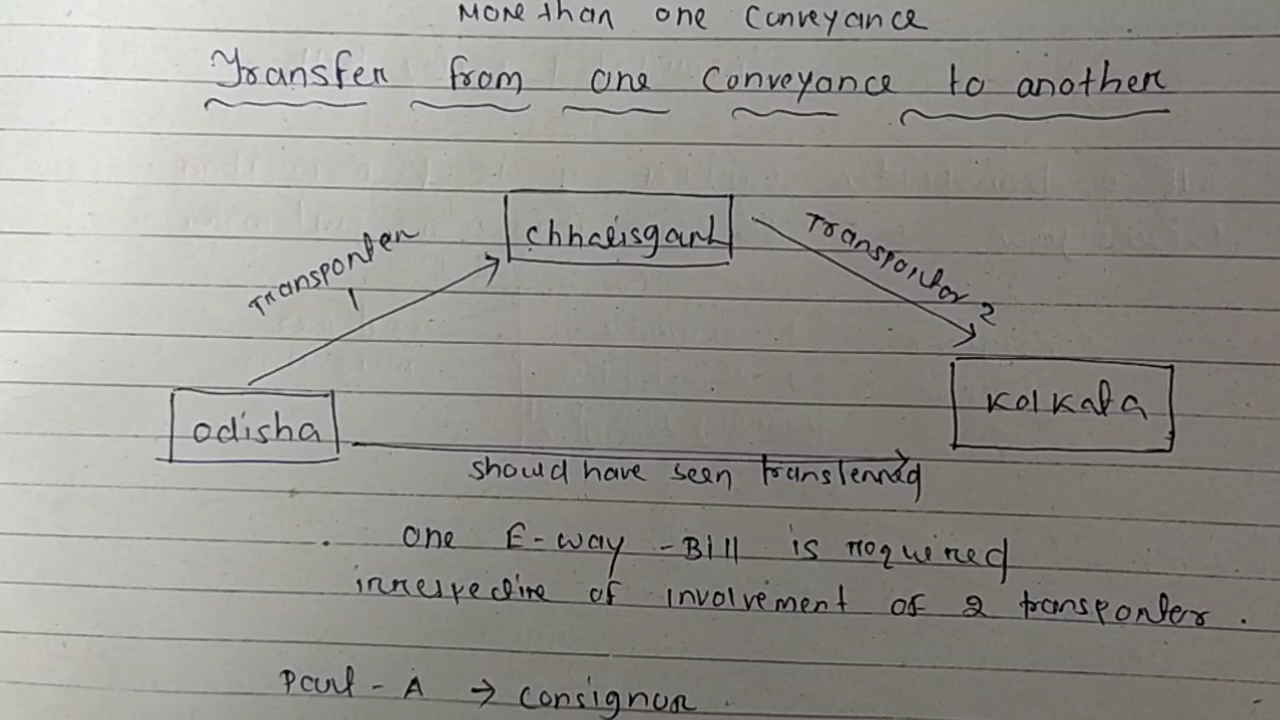 More than one Conveyance
Transfer from one Conveyance to another
Chhatisgarh
Transporter
1
Transporter 2
Kolkata
Odisha
should have seen transferred
one E-way-Bill is required
irrespective of involvement of 2 transporter.
Part-A → Consignor